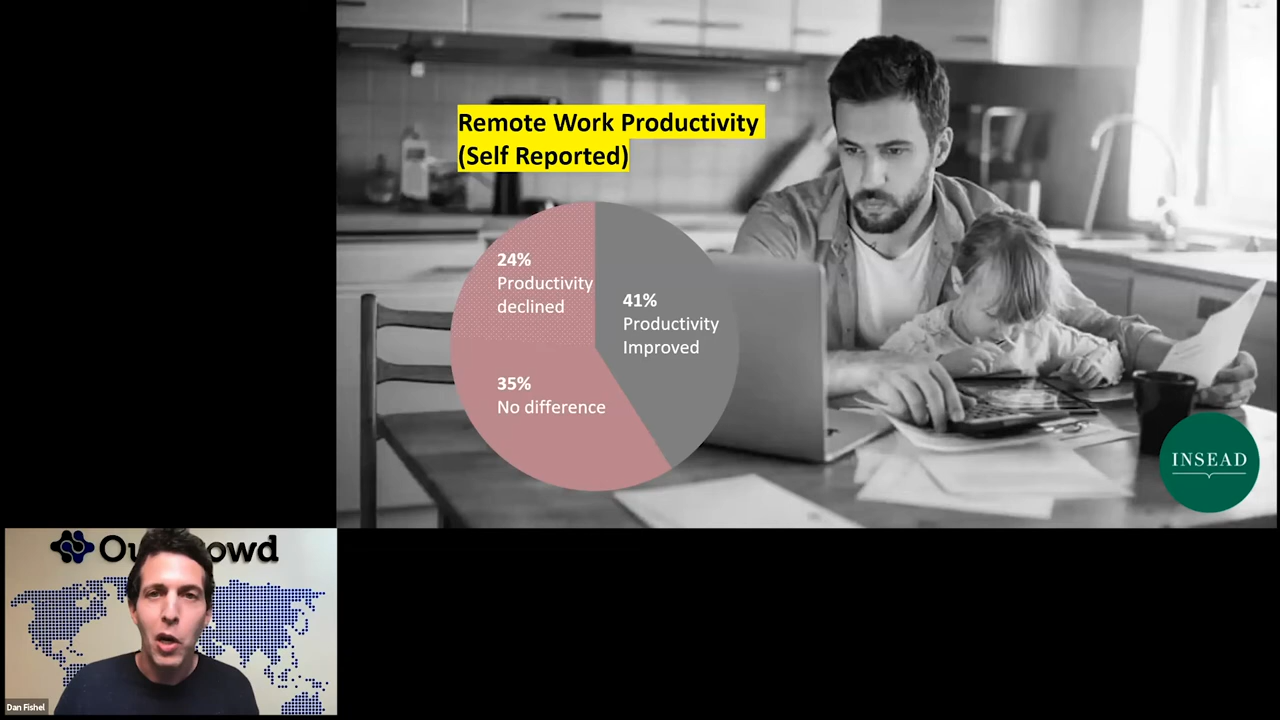 Remote Work Productivity
(Self Reported)
24%
Productivity
declined
41%
Productivity
Improved
35%
No difference
INSEAD
Dan Fishel